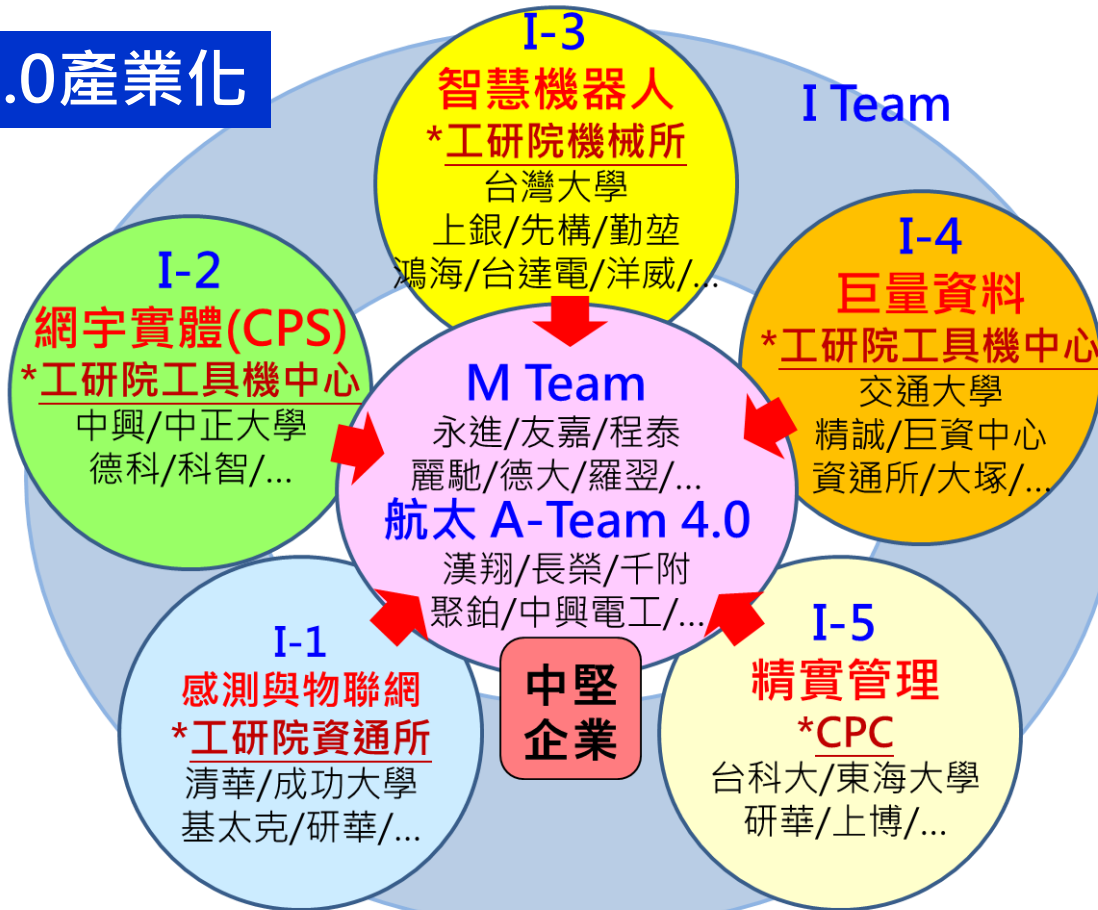 .0產業化
I Team
I-3
智慧機器人
*工研院機械所
台灣大學
上銀/先構/勤堃
鴻海/台達電/洋威/...
I-2
網宇實體(CPS)
*工研院工具機中心
中興/中正大學
德科/科智/...
I-4
巨量資料
*工研院工具機中心
交通大學
精誠/巨資中心
資通所/大塚/...
M Team
永進/友嘉/程泰
麗馳/德大/羅翌/...
航太 A-Team 4.0
漢翔/長榮/千附
聚鉑/中興電工/...
中堅
企業
I-1
感測與物聯網
*工研院資通所
清華/成功大學
基太克/研華/...
I-5
精實管理
*CPC
台科大/東海大學
研華/上博/...